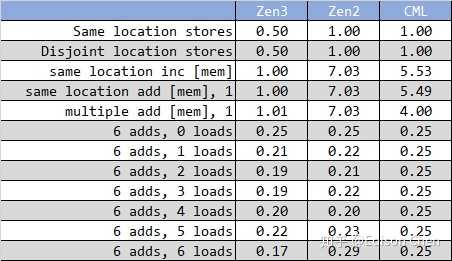 Zen3 Zen2 CML
Same location stores 0.50 1.00 1.00
Disjoint location stores 0.50 1.00 1.00
same location inc [mem] 1.00 7.03 5.53
same location add [mem], 1 1.00 7.03 5.49
multiple add [mem], 1 1.01 7.03 4.00
6 adds, 0 loads 0.25 0.25 0.25
6 adds, 1 loads 0.21 0.22 0.25
6 adds, 2 loads 0.19 0.21 0.25
6 adds, 3 loads 0.19 0.22 0.25
6 adds, 4 loads 0.20 0.20 0.25
6 adds, 5 loads 0.22 0.23 0.25
6 adds, 6 loads 0.17 0.29 0.25
知乎 @Edison Chen